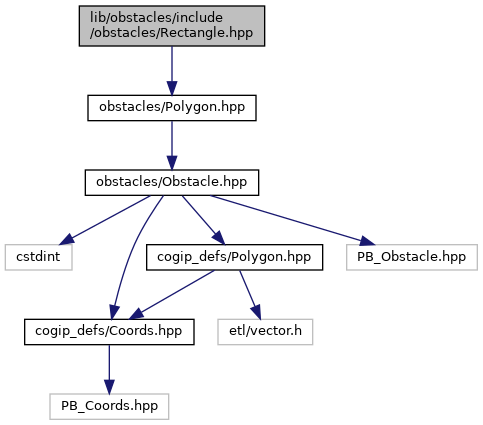 lib/obstacles/include
/obstacles/Rectangle.hpp
obstacles/Polygon.hpp
obstacles/Obstacle.hpp
cstdint
cogip_defs/Polygon.hpp
PB_Obstacle.hpp
cogip_defs/Coords.hpp
etl/vector.h
PB_Coords.hpp